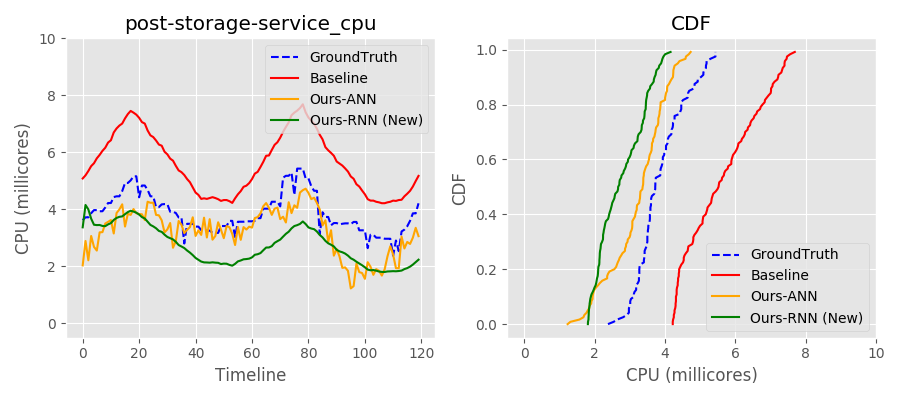 post-storage-service_cpu
CPU (millicores)
10
8
6
4
2
0
GroundTruth
Baseline
Ours-ANN
Ours-RNN (New)
0 20 40 60 80 100 120
Timeline
CDF
CDF
1.0
0.8
0.6
0.4
0.2
0.0
GroundTruth
Baseline
Ours-ANN
Ours-RNN (New)
0 2 4 6 8 10
CPU (millicores)